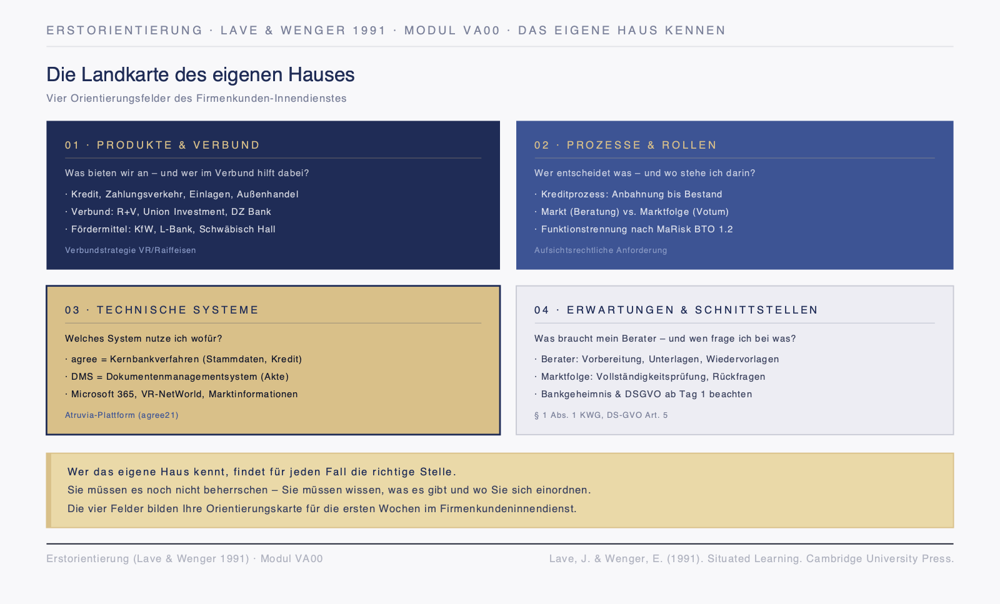 ERSTORIENTIERUNG · LAVE & WENGER 1991 · MODUL VA00 · DAS EIGENE HAUS KENNEN
Die Landkarte des eigenen Hauses
Vier Orientierungsfelder des Firmenkunden-Innendienstes
01 · PRODUKTE & VERBUND
Was bieten wir an – und wer im Verbund hilft dabei?
· Kredit, Zahlungsverkehr, Einlagen, Außenhandel
· Verbund: R+V, Union Investment, DZ Bank
· Fördermittel: KfW, L-Bank, Schwäbisch Hall
Verbundstrategie VR/Raiffeisen
02 · PROZESSE & ROLLEN
Wer entscheidet was – und wo stehe ich darin?
· Kreditprozess: Anbahnung bis Bestand
· Markt (Beratung) vs. Marktfolge (Votum)
· Funktionstrennung nach MaRisk BTO 1.2
Aufsichtsrechtliche Anforderung
03 · TECHNISCHE SYSTEME
Welches System nutze ich wofür?
· agree = Kernbankverfahren (Stammdaten, Kredit)
· DMS = Dokumentenmanagementsystem (Akte)
· Microsoft 365, VR-NetWorld, Marktinformationen
Atruvia-Plattform (agree21)
04 · ERWARTUNGEN & SCHNITTSTELLEN
Was braucht mein Berater – und wen frage ich bei was?
· Berater: Vorbereitung, Unterlagen, Wiedervorlagen
· Marktfolge: Vollständigkeitsprüfung, Rückfragen
· Bankgeheimnis & DSGVO ab Tag 1 beachten
§ 1 Abs. 1 KWG, DS-GVO Art. 5
Wer das eigene Haus kennt, findet für jeden Fall die richtige Stelle.
Sie müssen es noch nicht beherrschen – Sie müssen wissen, was es gibt und wo Sie sich einordnen.
Die vier Felder bilden Ihre Orientierungskarte für die ersten Wochen im Firmenkundeninnendienst.
Erstorientierung (Lave & Wenger 1991) · Modul VA00
Lave, J. & Wenger, E. (1991). Situated Learning. Cambridge University Press.